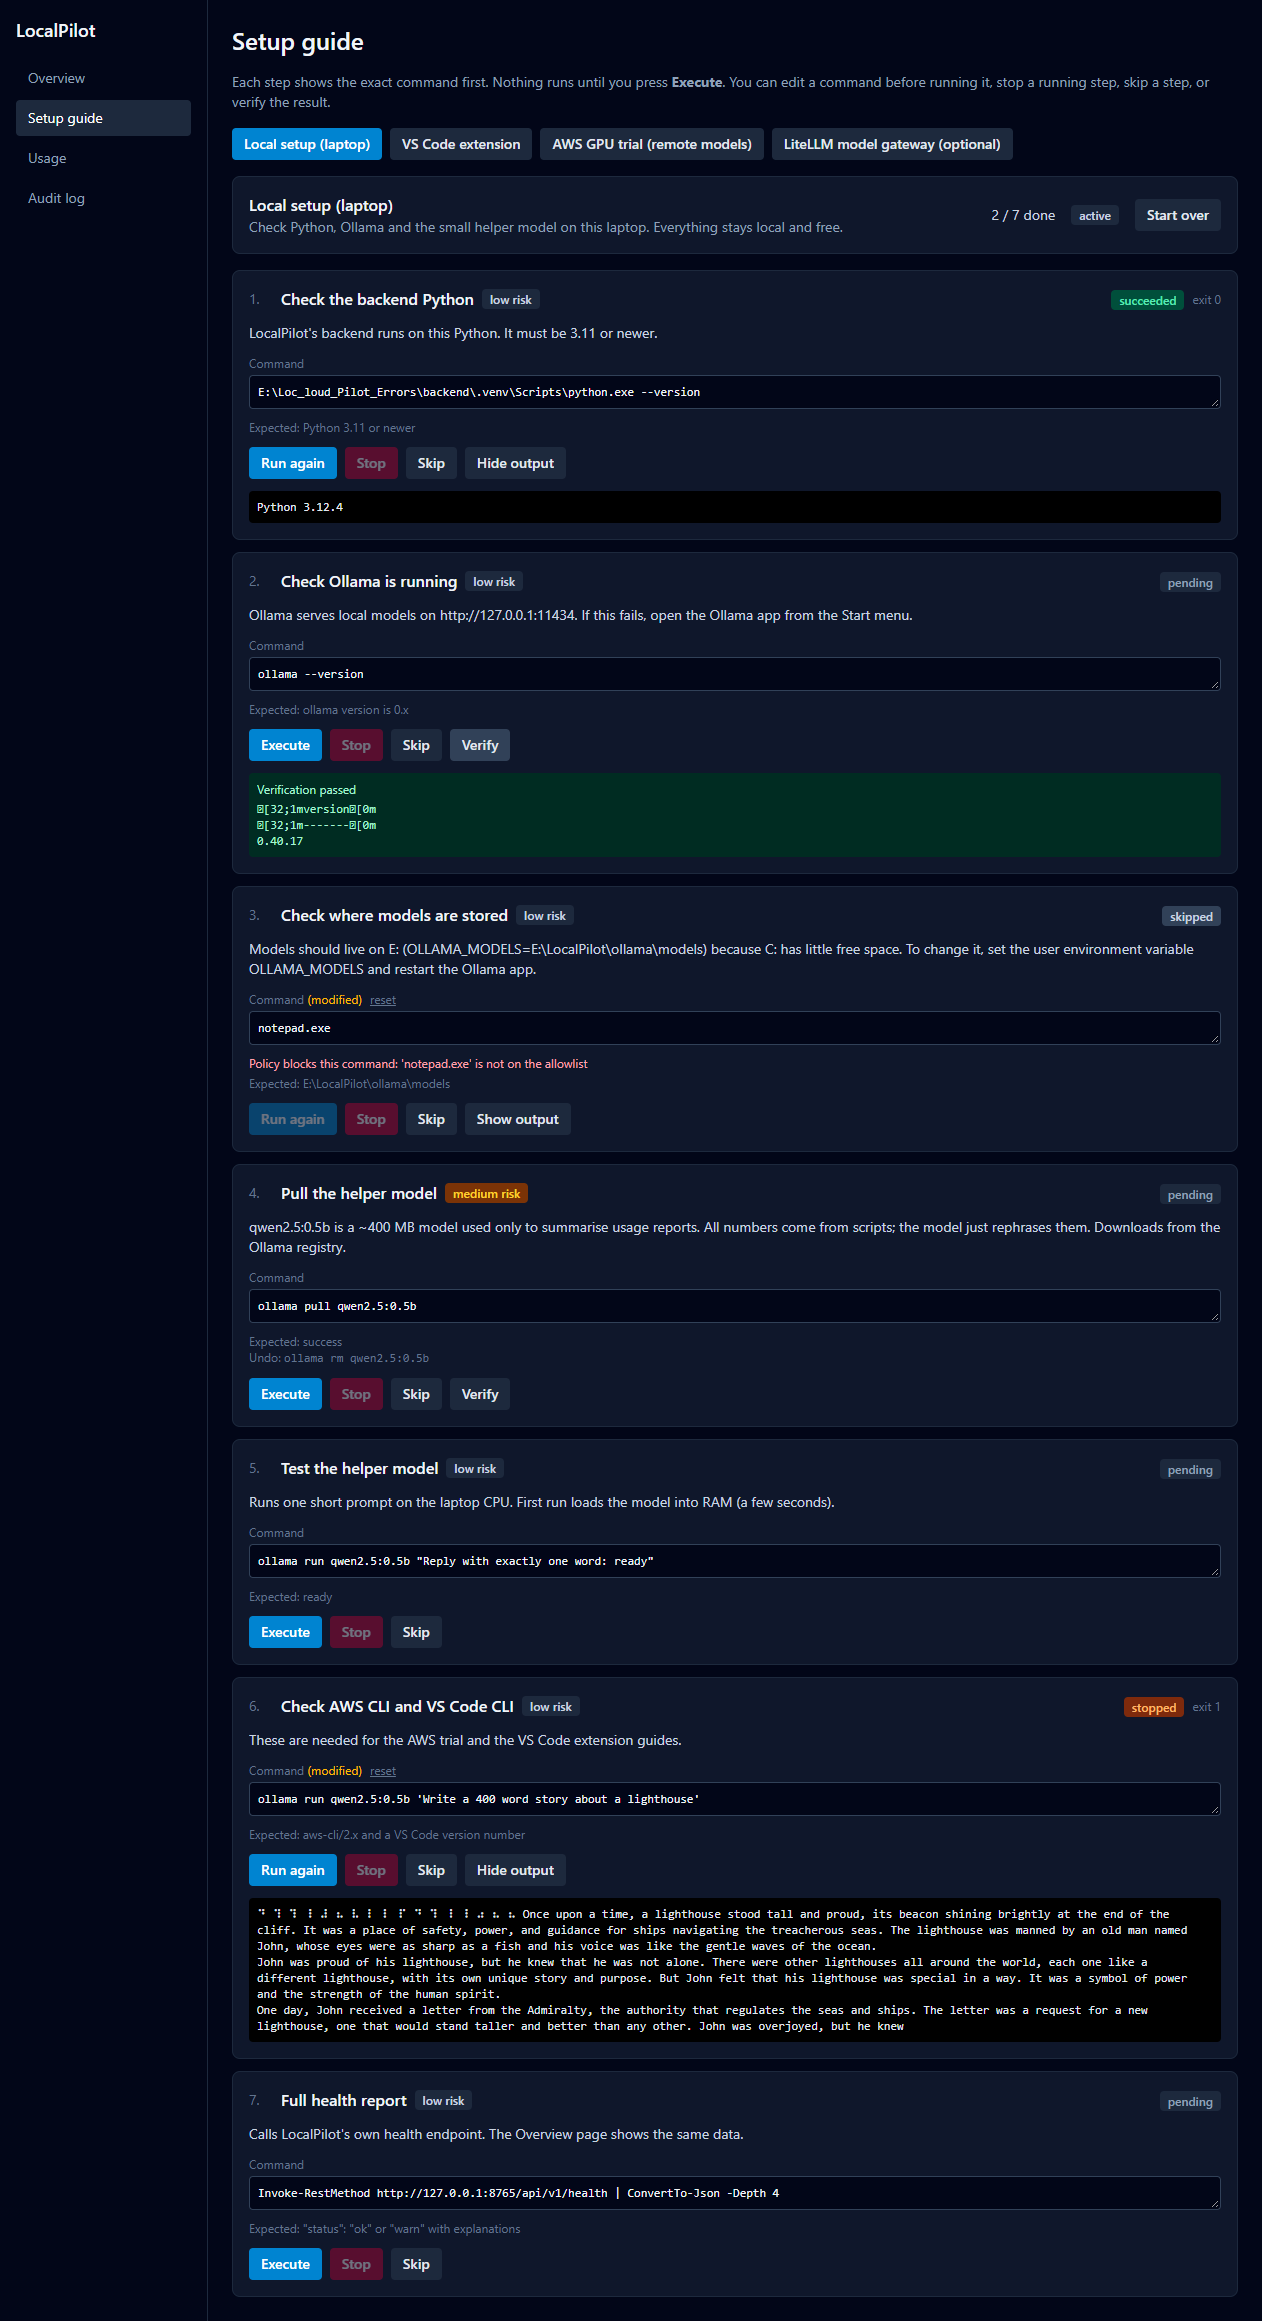 LocalPilot
Overview
Setup guide
Usage
Audit log
Setup guide
Each step shows the exact command first. Nothing runs until you press Execute. You can edit a command before running it, stop a running step, skip a step, or
verify the result.
Local setup (laptop)
VS Code extension
AWS GPU trial (remote models)
LiteLLM model gateway (optional)
Local setup (laptop)
Check Python, Ollama and the small helper model on this laptop. Everything stays local and free.
2 / 7 done
active
Start over
1. Check the backend Python low risk
succeeded exit 0
LocalPilot's backend runs on this Python. It must be 3.11 or newer.
Command
E:\Loc_loud_Pilot_Errors\backend\.venv\Scripts\python.exe --version
Expected: Python 3.11 or newer
Run again Stop Skip Hide output
Python 3.12.4
2. Check Ollama is running low risk
pending
Ollama serves local models on http://127.0.0.1:11434. If this fails, open the Ollama app from the Start menu.
Command
ollama --version
Expected: ollama version is 0.x
Execute Stop Skip Verify
Verification passed
[32;1mversion[0m
[32;1m-------[0m
0.40.17
3. Check where models are stored low risk
skipped
Models should live on E: (OLLAMA_MODELS=E:\LocalPilot\ollama\models) because C: has little free space. To change it, set the user environment variable
OLLAMA_MODELS and restart the Ollama app.
Command (modified) reset
notepad.exe
Policy blocks this command: 'notepad.exe' is not on the allowlist
Expected: E:\LocalPilot\ollama\models
Run again Stop Skip Show output
4. Pull the helper model medium risk
pending
qwen2.5:0.5b is a ~400 MB model used only to summarise usage reports. All numbers come from scripts; the model just rephrases them. Downloads from the
Ollama registry.
Command
ollama pull qwen2.5:0.5b
Expected: success
Undo: ollama rm qwen2.5:0.5b
Execute Stop Skip Verify
5. Test the helper model low risk
pending
Runs one short prompt on the laptop CPU. First run loads the model into RAM (a few seconds).
Command
ollama run qwen2.5:0.5b "Reply with exactly one word: ready"
Expected: ready
Execute Stop Skip
6. Check AWS CLI and VS Code CLI low risk
stopped exit 1
These are needed for the AWS trial and the VS Code extension guides.
Command (modified) reset
ollama run qwen2.5:0.5b 'Write a 400 word story about a lighthouse'
Expected: aws-cli/2.x and a VS Code version number
Run again Stop Skip Hide output
Once upon a time, a lighthouse stood tall and proud, its beacon shining brightly at the end of the
cliff. It was a place of safety, power, and guidance for ships navigating the treacherous seas. The lighthouse was manned by an old man named
John, whose eyes were as sharp as a fish and his voice was like the gentle waves of the ocean.
John was proud of his lighthouse, but he knew that he was not alone. There were other lighthouses all around the world, each one like a
different lighthouse, with its own unique story and purpose. But John felt that his lighthouse was special in a way. It was a symbol of power
and the strength of the human spirit.
One day, John received a letter from the Admiralty, the authority that regulates the seas and ships. The letter was a request for a new
lighthouse, one that would stand taller and better than any other. John was overjoyed, but he knew
7. Full health report low risk
pending
Calls LocalPilot's own health endpoint. The Overview page shows the same data.
Command
Invoke-RestMethod http://127.0.0.1:8765/api/v1/health | ConvertTo-Json -Depth 4
Expected: "status": "ok" or "warn" with explanations
Execute Stop Skip